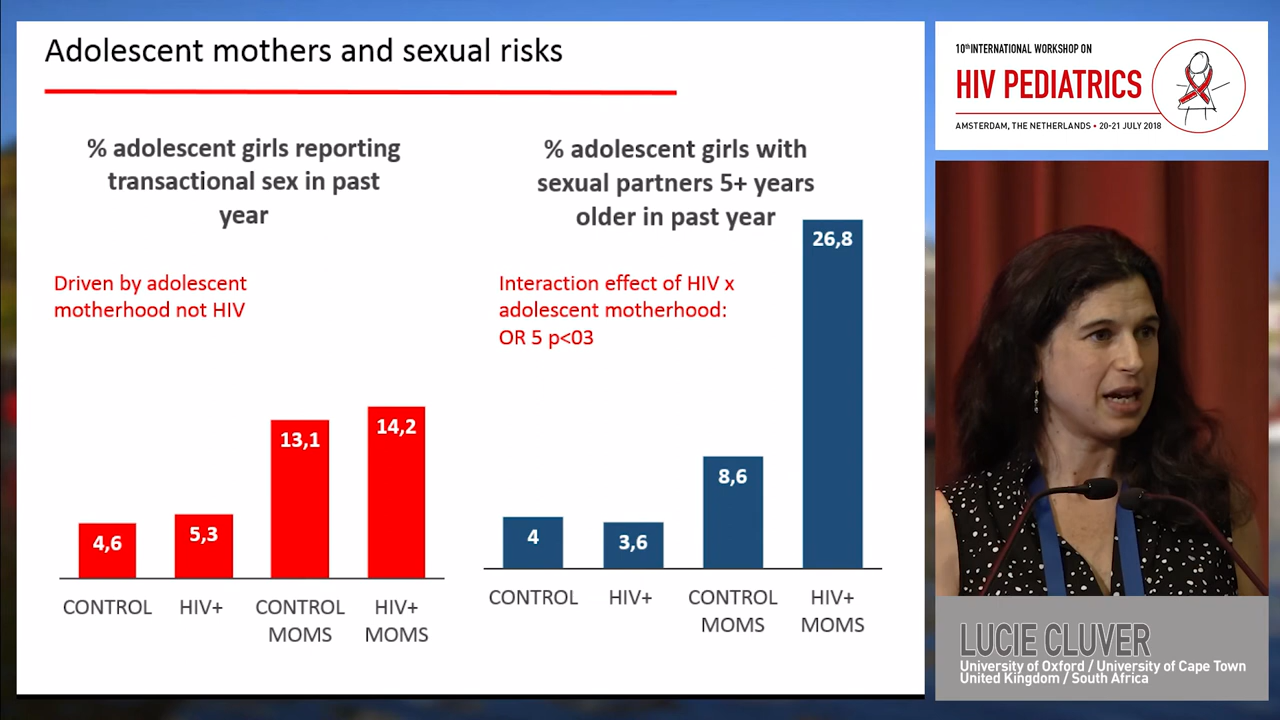 Adolescent mothers and sexual risks
% adolescent girls reporting
transactional sex in past
year
Driven by adolescent
motherhood not HIV
4,6
5,3
13,1
14,2
CONTROL
HIV+
CONTROL
MOMS
HIV+
MOMS
% adolescent girls with
sexual partners 5+ years
older in past year
Interaction effect of HIV x
adolescent motherhood:
OR 5 p<03
4
3,6
8,6
26,8
CONTROL
HIV+
CONTROL
MOMS
HIV+
MOMS
10th INTERNATIONAL WORKSHOP ON
HIV PEDIATRICS
AMSTERDAM, THE NETHERLANDS • 20-21 JULY 2018
LUCIE CLUVER
University of Oxford / University of Cape Town
United Kingdom / South Africa